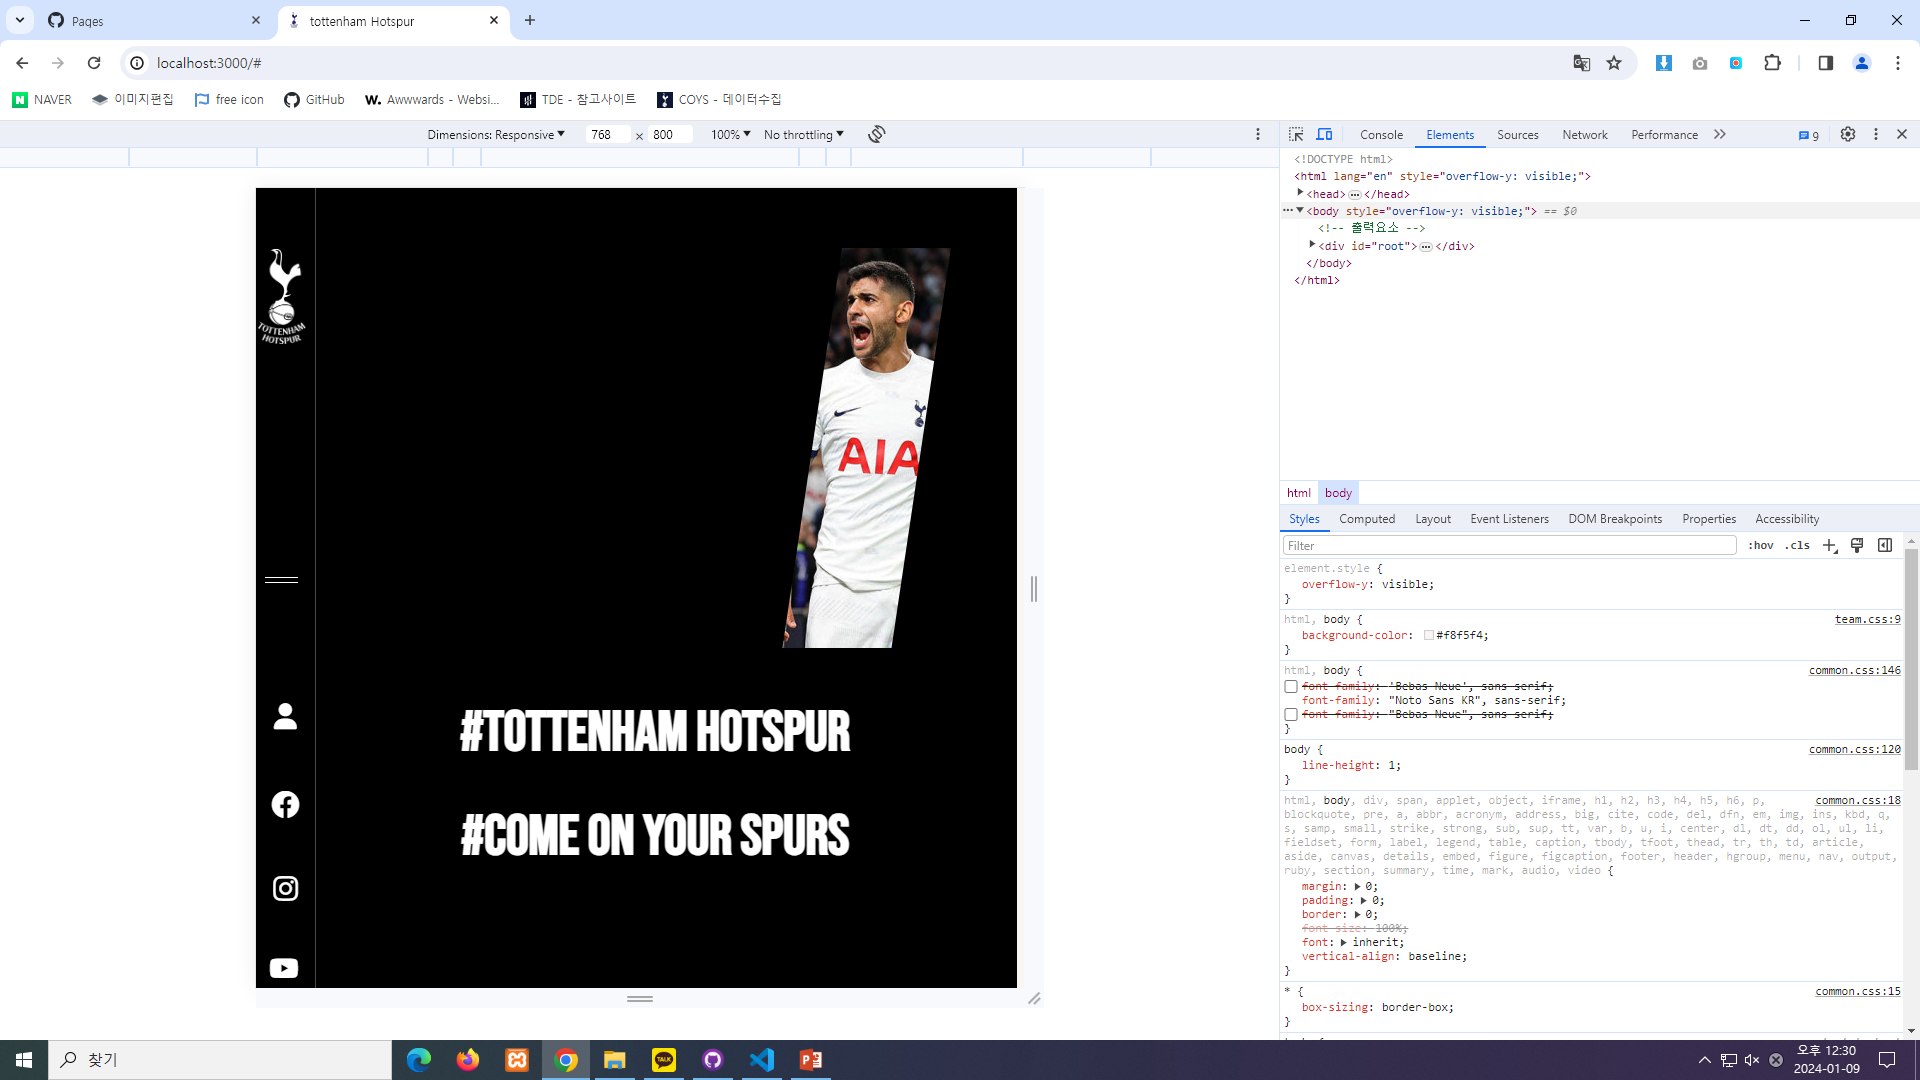 Pages
tottenham Hotspur
localhost:3000/#
NAVER
이미지편집
free icon
GitHub
W. Awwwards - Websi...
TDE - 참고사이트
COYS - 데이터수집
Dimensions: Responsive
768 × 800
100%
No throttling
Console
Elements
Sources
Network
Performance
9
<!DOCTYPE html>
<html lang="en" style="overflow-y: visible;">
<head>…</head>
<body style="overflow-y: visible;"> == $0
<!-- 출력요소 -->
<div id="root">…</div>
</body>
</html>
TOTTENHAM
HOTSPUR
AIA
#TOTTENHAM HOTSPUR
#COME ON YOUR SPURS
html
body
Styles
Computed
Layout
Event Listeners
DOM Breakpoints
Properties
Accessibility
Filter
:hov
.cls
element.style {
overflow-y: visible;
}
html, body {
team.css:9
background-color: #f8f5f4;
}
html, body {
common.css:146
font-family: 'Bebas Neue', sans-serif;
font-family: "Noto Sans KR", sans-serif;
font-family: "Bebas Neue", sans-serif;
}
body {
common.css:120
line-height: 1;
}
html, body, div, span, applet, object, iframe, h1, h2, h3, h4, h5, h6, p,
common.css:18
blockquote, pre, a, abbr, acronym, address, big, cite, code, del, dfn, em, img, ins, kbd, q,
s, samp, small, strike, strong, sub, sup, tt, var, b, u, i, center, dl, dt, dd, ol, ul, li,
fieldset, form, label, legend, table, caption, tbody, tfoot, thead, tr, th, td, article,
aside, canvas, details, embed, figure, figcaption, footer, header, hgroup, menu, nav, output,
ruby, section, summary, time, mark, audio, video {
margin: 0;
padding: 0;
border: 0;
font-size: 100%;
font: inherit;
vertical-align: baseline;
}
* {
common.css:15
box-sizing: border-box;
}
찾기
TALK
오후 12:30
2024-01-09